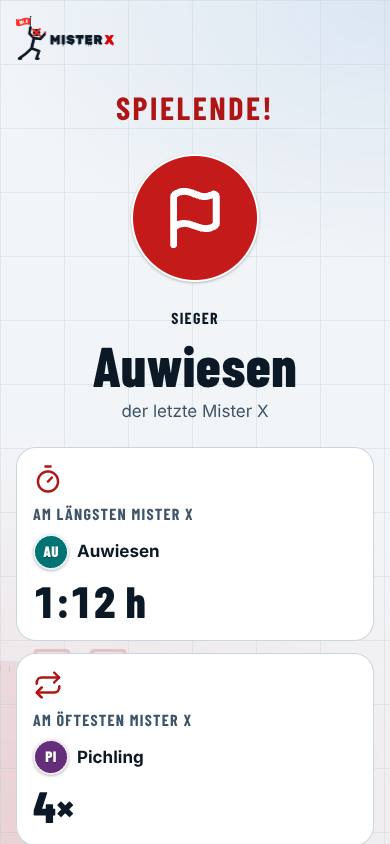 MISTER X
SPIELENDE!
SIEGER
Auwiesen
der letzte Mister X
AM LÄNGSTEN MISTER X
AU Auwiesen
1:12 h
AM ÖFTESTEN MISTER X
PI Pichling
4×